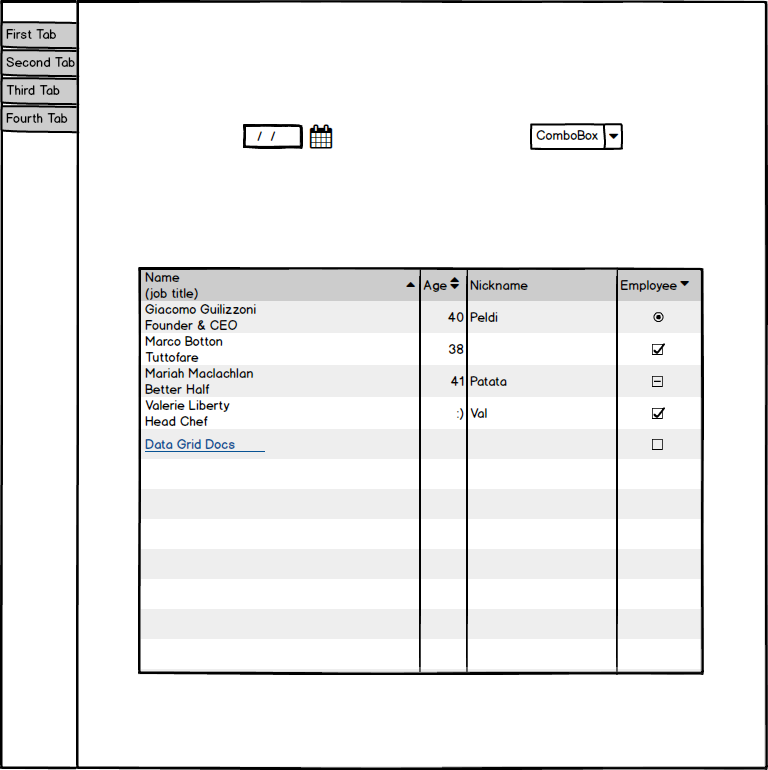 First Tab
Second Tab
Third Tab
Fourth Tab
/ /
ComboBox
Name
(job title)
Age
Nickname
Employee
Giacomo Guilizzoni
Founder & CEO
40
Peldi
Marco Botton
Tuttofare
38
Mariah Maclachlan
Better Half
41
Patata
Valerie Liberty
Head Chef
:)
Val
Data Grid Docs